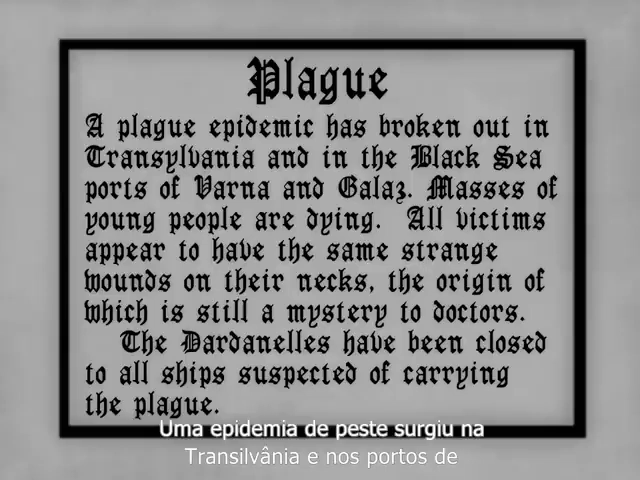 Plague
A plague epidemic has broken out in
Transylvania and in the Black Sea
ports of Varna and Galaz. Masses of
young people are dying. All victims
appear to have the same strange
wounds on their necks, the origin of
which is still a mystery to doctors.
The Dardanelles have been closed
to all ships suspected of carrying
the plague.
Uma epidemia de peste surgiu na
Transilvânia e nos portos de